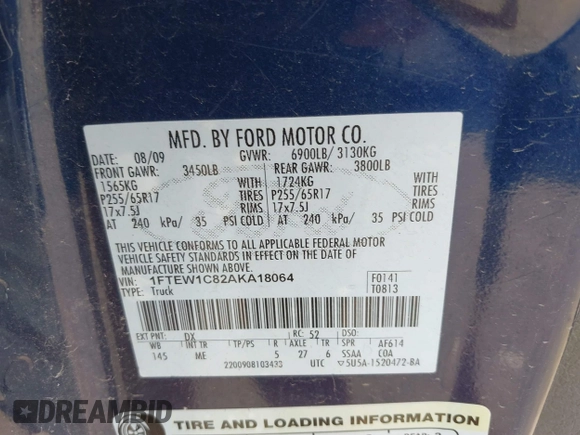 MFD. BY FORD MOTOR CO.
DATE: 08/09 GVWR: 6900LB/ 3130KG
FRONT GAWR: 3450LB REAR GAWR: 3800LB
1565KG WITH 1724KG WITH
P255/65R17 TIRES P255/65R17 TIRES
17x7.5J RIMS 17x7.5J RIMS
AT 240 kPa/ 35 PSI COLD AT 240 kPa/ 35 PSI COLD
THIS VEHICLE CONFORMS TO ALL APPLICABLE FEDERAL MOTOR
VEHICLE SAFETY STANDARDS IN EFFECT ON THE DATE OF
MANUFACTURE SHOWN ABOVE.
VIN: 1FTEW1C82AKA18064 F0141
TYPE: Truck T0813
EXT PNT: DX RC: 52 DSO:
WB INT TR TP/PS R AXLE TR SPR AF614
145 ME 5 27 6 SSAA COA
220090B103433 UTC 5U5A-1520472-BA
TIRE AND LOADING INFORMATION
DREAMBID